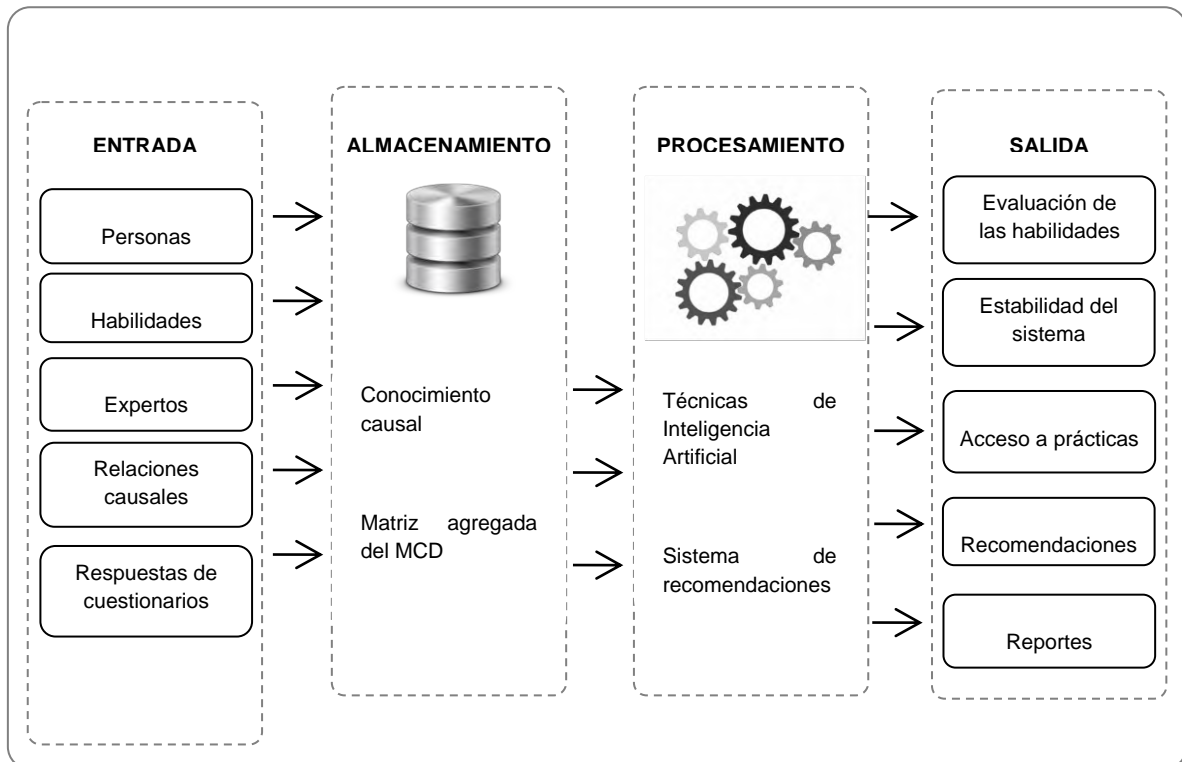 ENTRADA
Personas
Habilidades
Expertos
Relaciones
causales
Respuestas de
cuestionarios
ALMACENAMIENTO
Conocimiento
causal
Matriz agregada
del MCD
PROCESAMIENTO
Técnicas de
Inteligencia
Artificial
Sistema de
recomendaciones
SALIDA
Evaluación de
las habilidades
Estabilidad del
sistema
Acceso a prácticas
Recomendaciones
Reportes